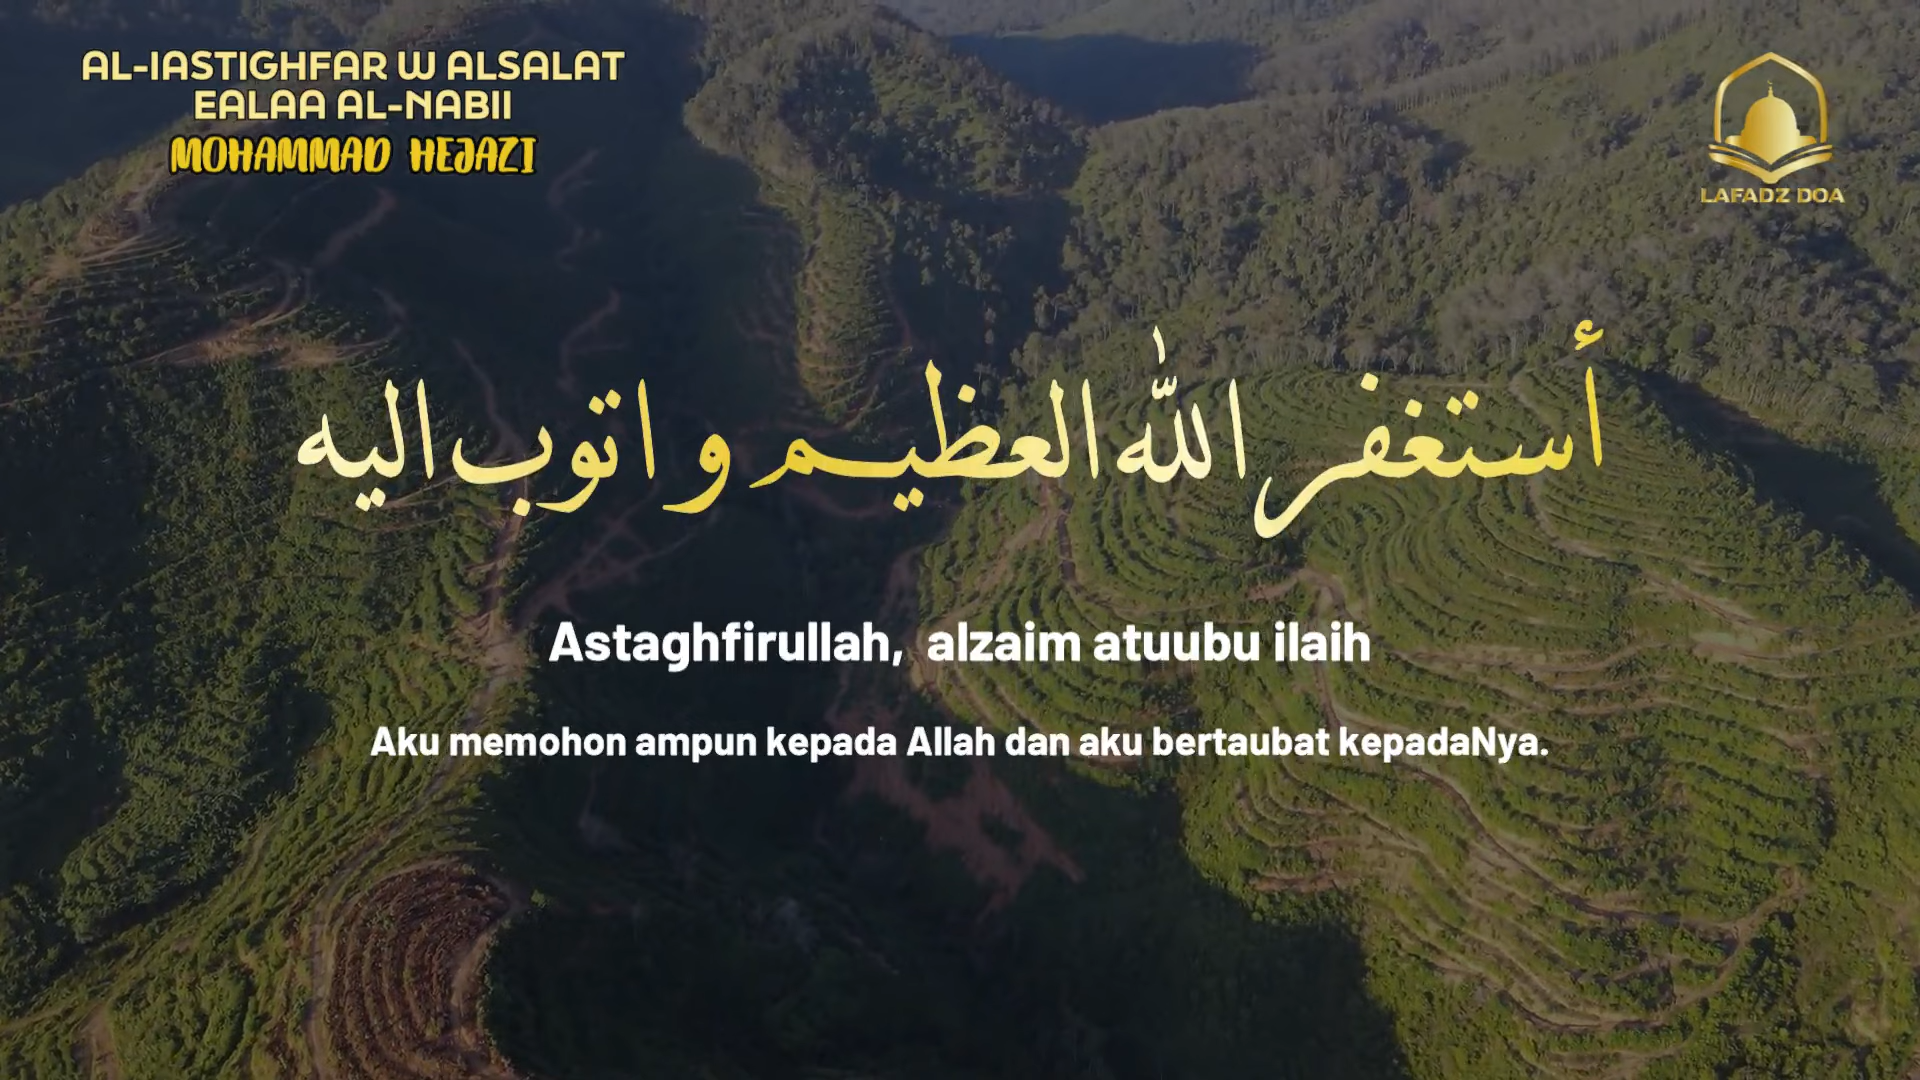 AL-IASTIGHFAR W ALSALAT
EALAA AL-NABII
MOHAMMAD HEJAZI
LAFADZ DOA
أستغفر الله العظيم و اتوب اليه
Astaghfirullah, alzaim atuubu ilaih
Aku memohon ampun kepada Allah dan aku bertaubat kepadaNya.